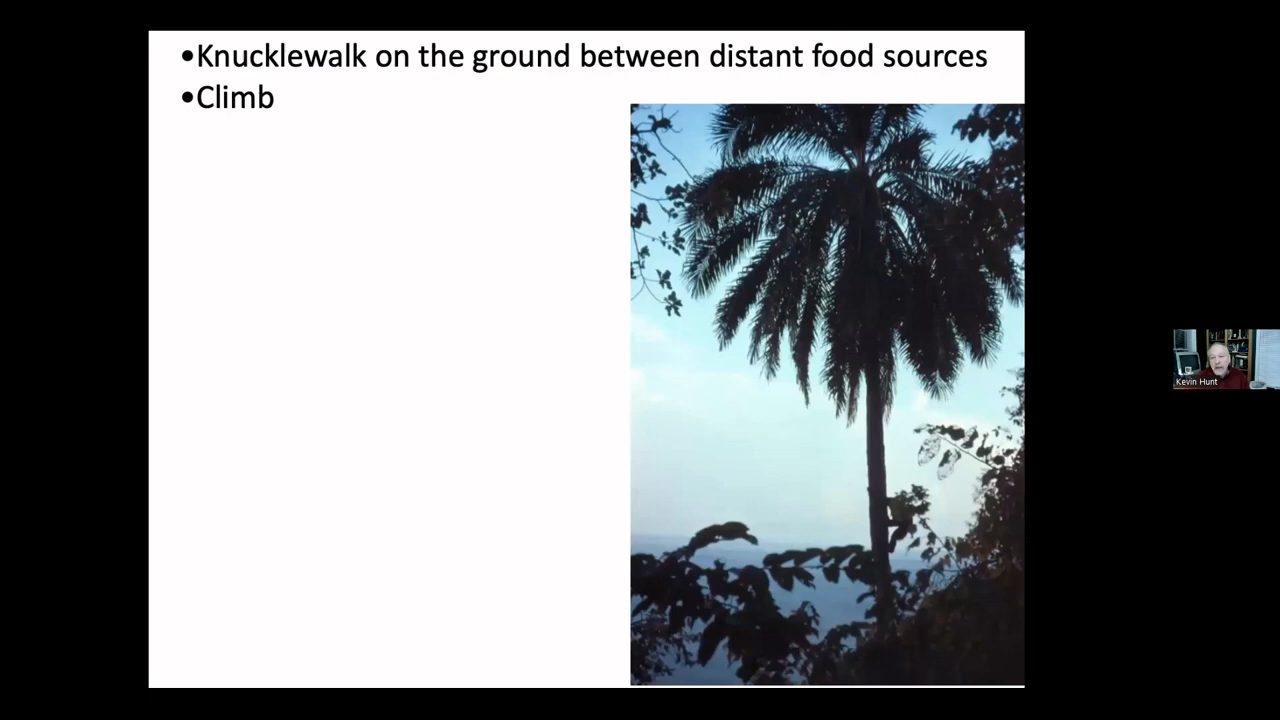 •Knucklewalk on the ground between distant food sources
•Climb
Kevin Hunt